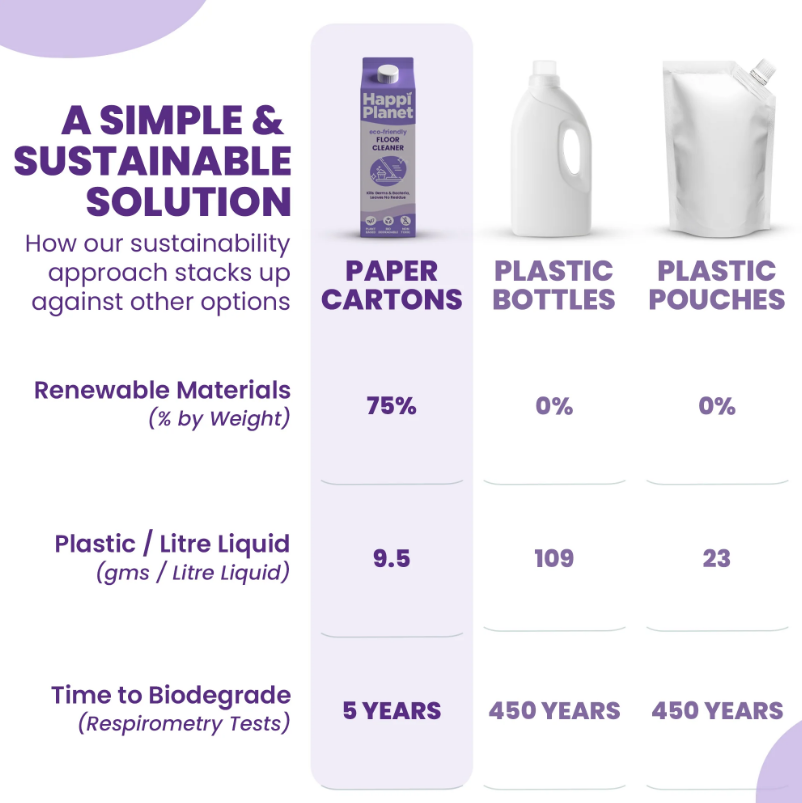 A SIMPLE &
SUSTAINABLE
SOLUTION
How our sustainability
approach stacks up
against other options
Happi
Planet
eco-friendly
FLOOR
CLEANER
PAPER
CARTONS
PLASTIC
BOTTLES
PLASTIC
POUCHES
Renewable Materials
(% by Weight)
75%
0%
0%
Plastic / Litre Liquid
(gms / Litre Liquid)
9.5
109
23
Time to Biodegrade
(Respirometry Tests)
5 YEARS
450 YEARS
450 YEARS